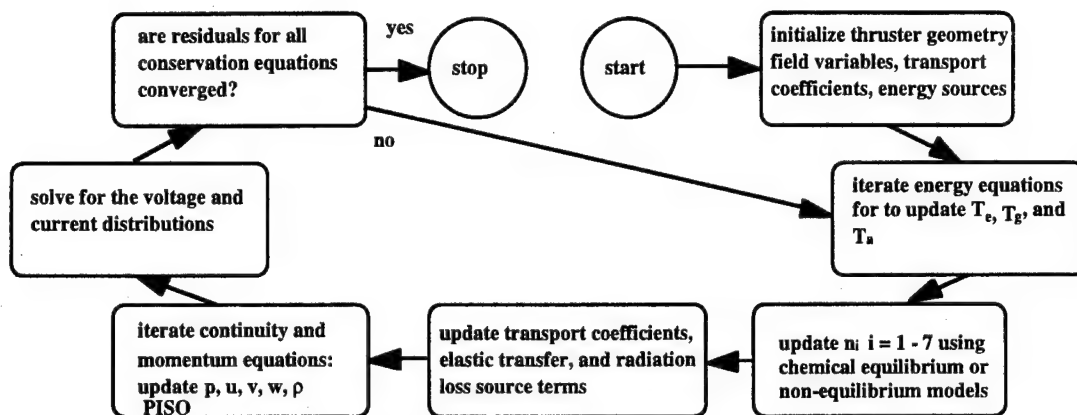 are residuals for all
conservation equations
converged?
yes
stop
start
initialize thruster geometry
field variables, transport
coefficients, energy sources
no
solve for the voltage and
current distributions
iterate energy equations
for to update Te, Tg, and
Ta
iterate continuity and
momentum equations:
update p, u, v, w, ρ
PISO
update transport coefficients,
elastic transfer, and radiation
loss source terms
update ni i = 1 - 7 using
chemical equilibrium or
non-equilibrium models